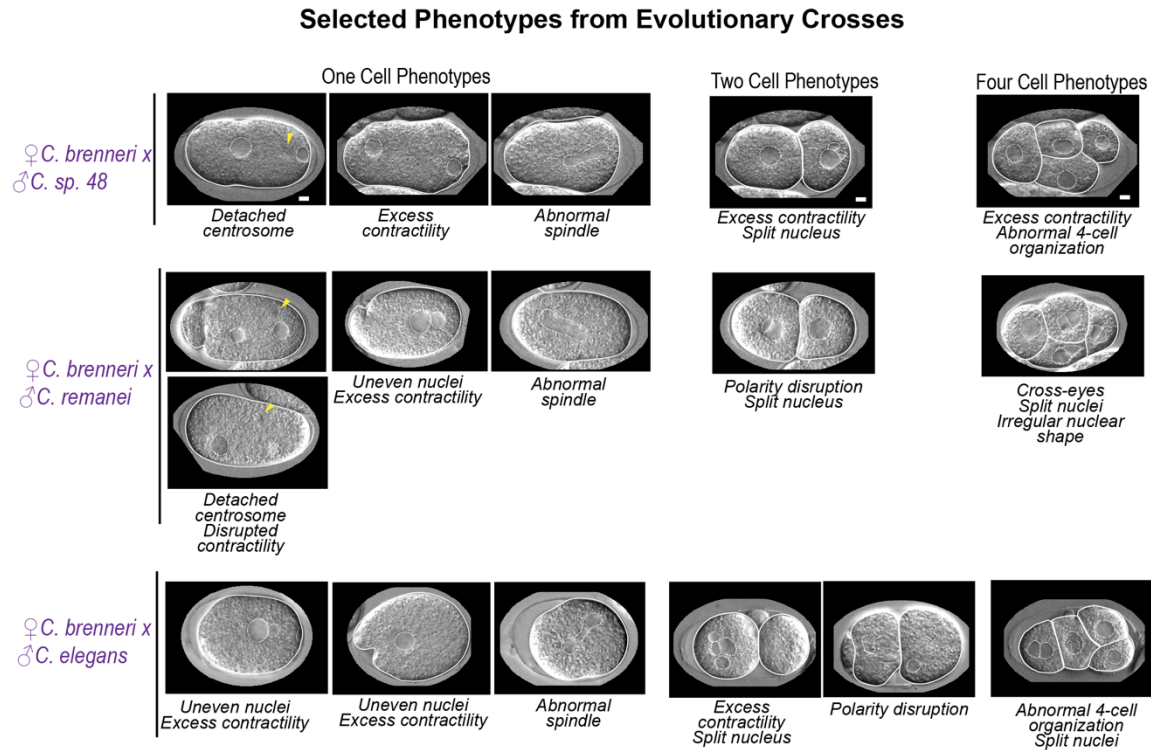 Selected Phenotypes from Evolutionary Crosses
One Cell Phenotypes
Two Cell Phenotypes
Four Cell Phenotypes
♀C. brenneri x
♂C. sp. 48
Detached
centrosome
Excess
contractility
Abnormal
spindle
Excess contractility
Split nucleus
Excess contractility
Abnormal 4-cell
organization
♀C. brenneri x
♂C. remanei
Uneven nuclei
Excess contractility
Abnormal
spindle
Polarity disruption
Split nucleus
Cross-eyes
Split nuclei
Irregular nuclear
shape
Detached
centrosome
Disrupted
contractility
♀C. brenneri x
♂C. elegans
Uneven nuclei
Excess contractility
Uneven nuclei
Excess contractility
Abnormal
spindle
Excess
contractility
Split nucleus
Polarity disruption
Abnormal 4-cell
organization
Split nuclei